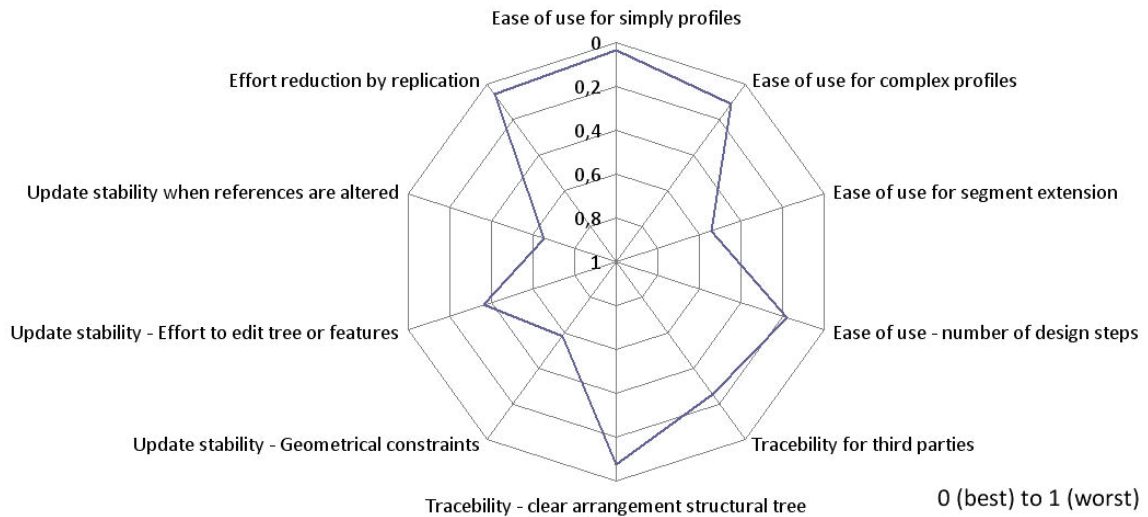 Ease of use for simply profiles
0
Effort reduction by replication
Ease of use for complex profiles
0,2
0,4
Update stability when references are altered
Ease of use for segment extension
0,6
0,8
1
Update stability - Effort to edit tree or features
Ease of use - number of design steps
Update stability - Geometrical constraints
Tracebility for third parties
Tracebility - clear arrangement structural tree
0 (best) to 1 (worst)